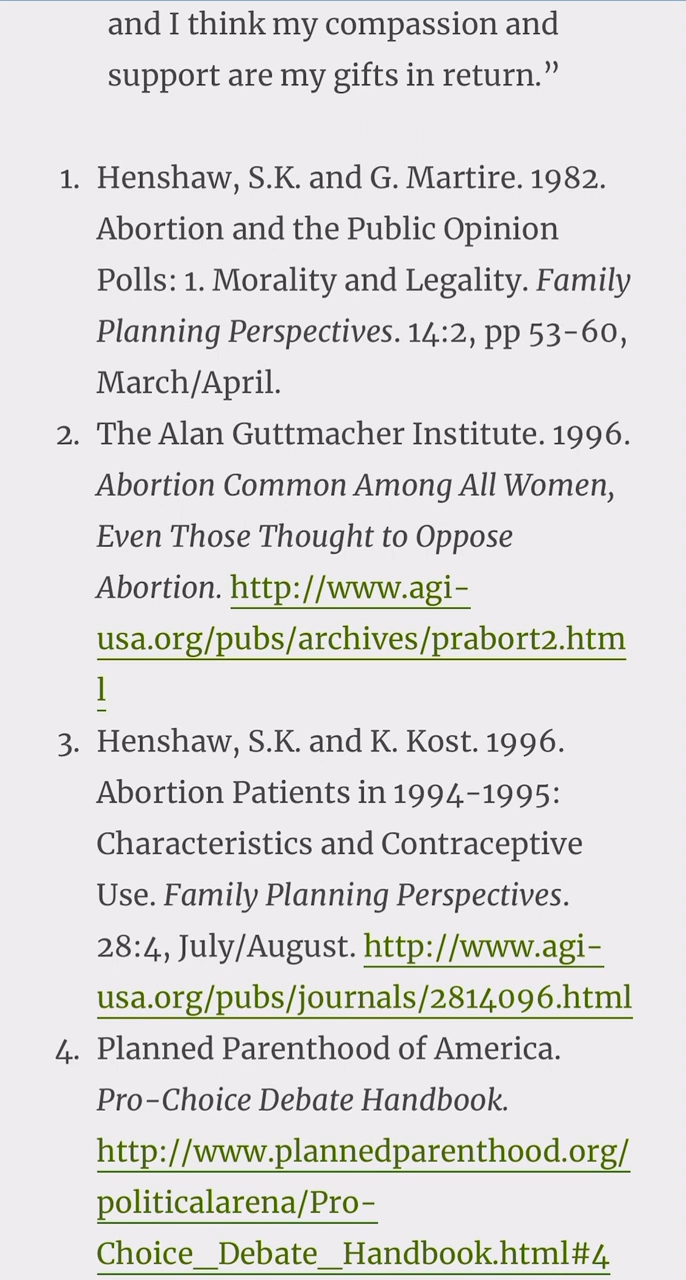 and I think my compassion and
support are my gifts in return.”
1. Henshaw, S.K. and G. Martire. 1982.
Abortion and the Public Opinion
Polls: 1. Morality and Legality. Family
Planning Perspectives. 14:2, pp 53-60,
March/April.
2. The Alan Guttmacher Institute. 1996.
Abortion Common Among All Women,
Even Those Thought to Oppose
Abortion. http://www.agi-
usa.org/pubs/archives/prabort2.htm
l
3. Henshaw, S.K. and K. Kost. 1996.
Abortion Patients in 1994-1995:
Characteristics and Contraceptive
Use. Family Planning Perspectives.
28:4, July/August. http://www.agi-
usa.org/pubs/journals/2814096.html
4. Planned Parenthood of America.
Pro-Choice Debate Handbook.
http://www.plannedparenthood.org/
politicalarena/Pro-
Choice_Debate_Handbook.html#4